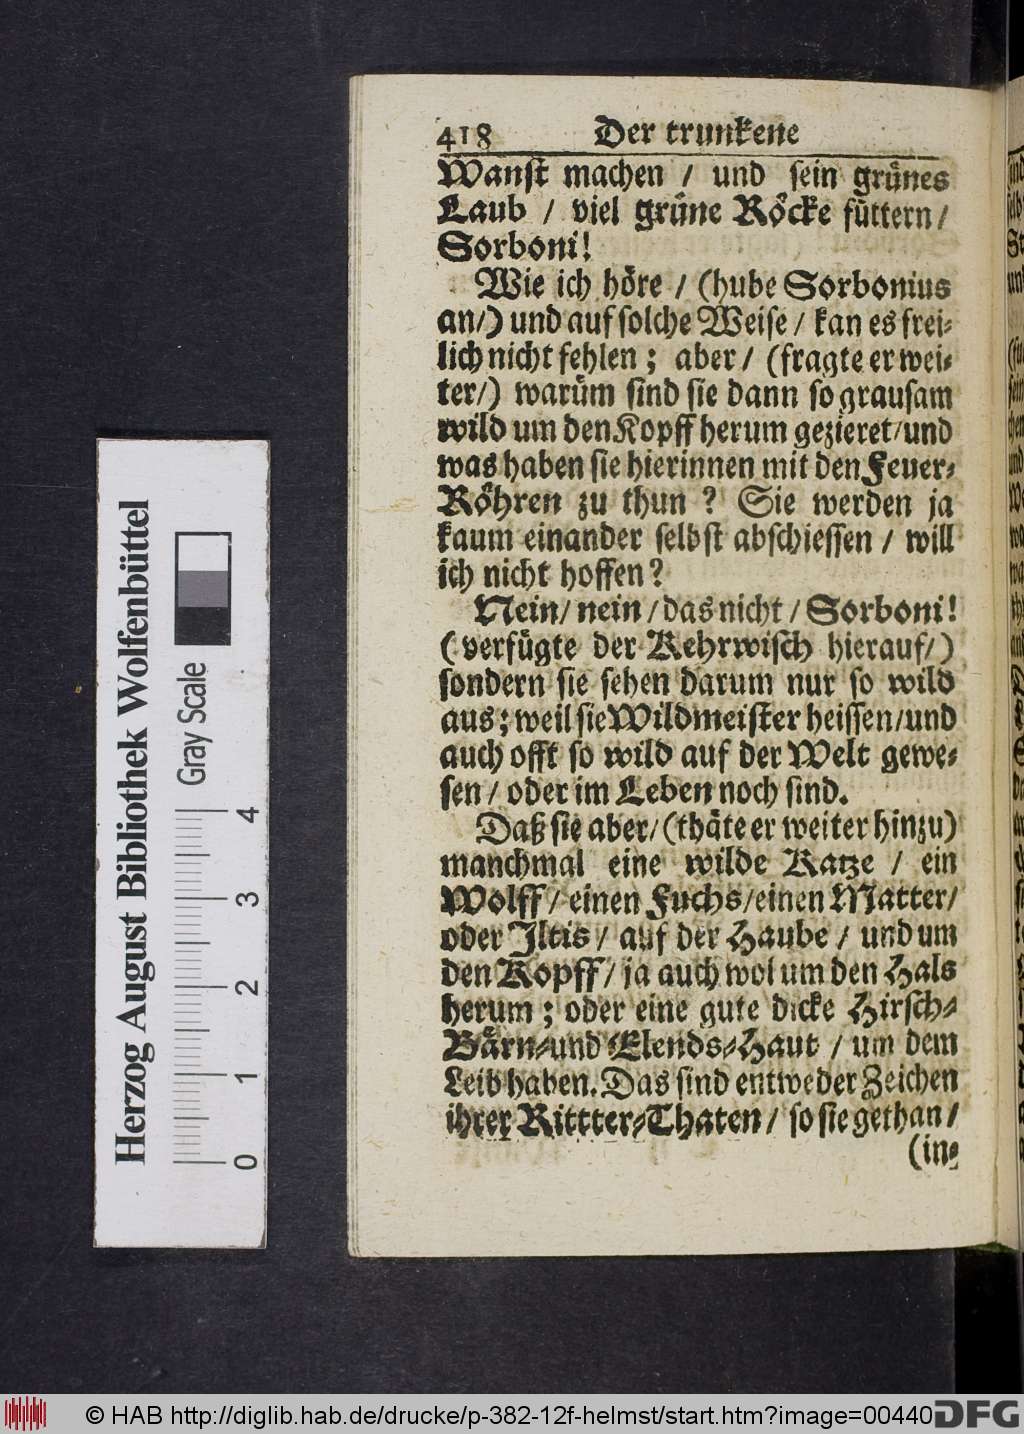 418 Der trunkene
Wanst machen / und sein grünes
Laub / viel grüne Röcke füttern /
Sorboni!
Wie ich höre / (hube Sorbonius
an/) und auf solche Weise / kan es frei-
lich nicht fehlen ; aber / (fragte er wei-
ter/) warüm sind sie dann so grausam
wild um den Kopff herum gezieret / und
was haben sie hierinnen mit den Feuer-
Röhren zu thun ? Sie werden ja
kaum einander selbst abschiessen / will
ich nicht hoffen?
Nein / nein / das nicht / Sorboni!
( verfügte der Kehrwisch hierauf/)
sondern sie sehen darum nur so wild
aus ; weil sie Wildmeister heissen / und
auch offt so wild auf der Welt gewe-
sen / oder im Leben noch sind.
Daß sie aber / (thäte er weiter hinzu)
manchmal eine wilde Katze / ein
Wolff / einen Fuchs / einen Matter /
oder Iltis / auf der Haube / und um
den Kopff / ja auch wol um den Hals
herum ; oder eine gute dicke Hirsch-
Bärn- und Elends-Haut / um dem
Leib haben. Das sind entweder Zeichen
ihrer Rittter-Thaten / so sie gethan /
(in-
Herzog August Bibliothek Wolfenbüttel
Gray Scale
0 1 2 3 4
© HAB http://diglib.hab.de/drucke/p-382-12f-helmst/start.htm?image=00440
DFG